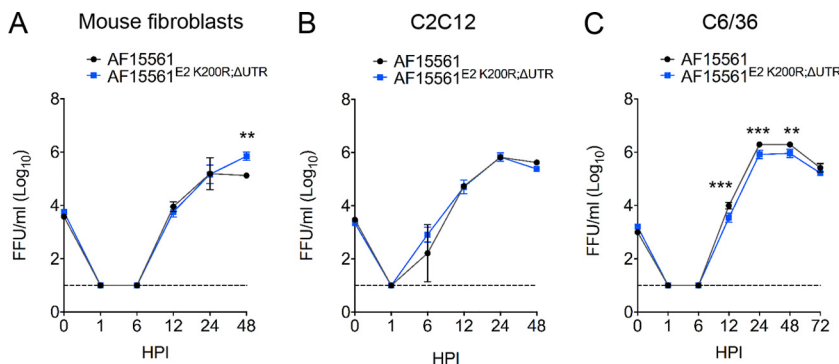 A Mouse fibroblasts
AF15561
AF15561E2 K200R;ΔUTR
FFU/ml (Log10)
8
6
4
2
0
**
0 1 6 12 24 48
HPI
B C2C12
AF15561
AF15561E2 K200R;ΔUTR
FFU/ml (Log10)
8
6
4
2
0
0 1 6 12 24 48
HPI
C C6/36
AF15561
AF15561E2 K200R;ΔUTR
FFU/ml (Log10)
8
6
4
2
0
*** *** **
0 1 6 12 24 48 72
HPI